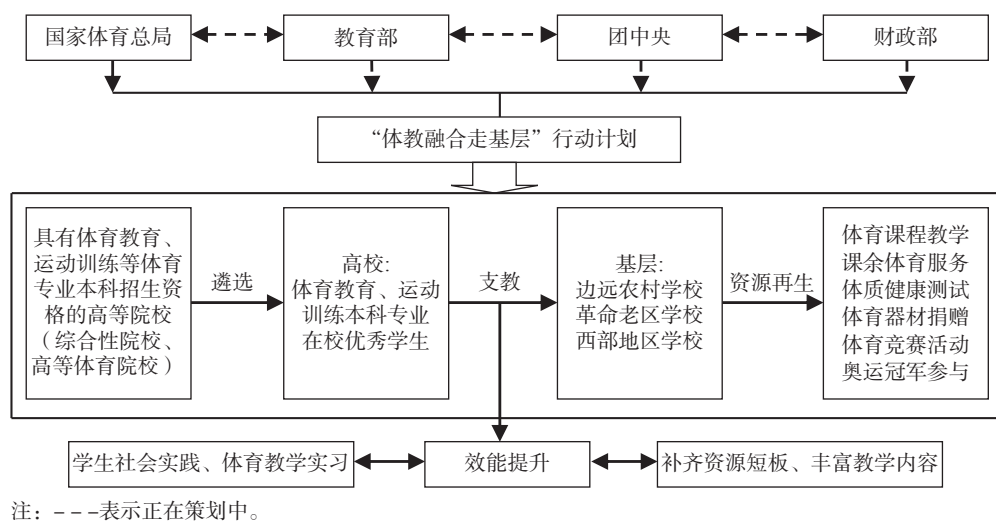 国家体育总局
教育部
团中央
财政部
“体教融合走基层”行动计划
具有体育教育、
运动训练等体育
专业本科招生资
格的高等院校
（综合性院校、
高等体育院校）
遴选
高校:
体育教育、运动
训练本科专业
在校优秀学生
支教
基层:
边远农村学校
革命老区学校
西部地区学校
资源再生
体育课程教学
课余体育服务
体质健康测试
体育器材捐赠
体育竞赛活动
奥运冠军参与
学生社会实践、体育教学实习
效能提升
补齐资源短板、丰富教学内容
注：---表示正在策划中。